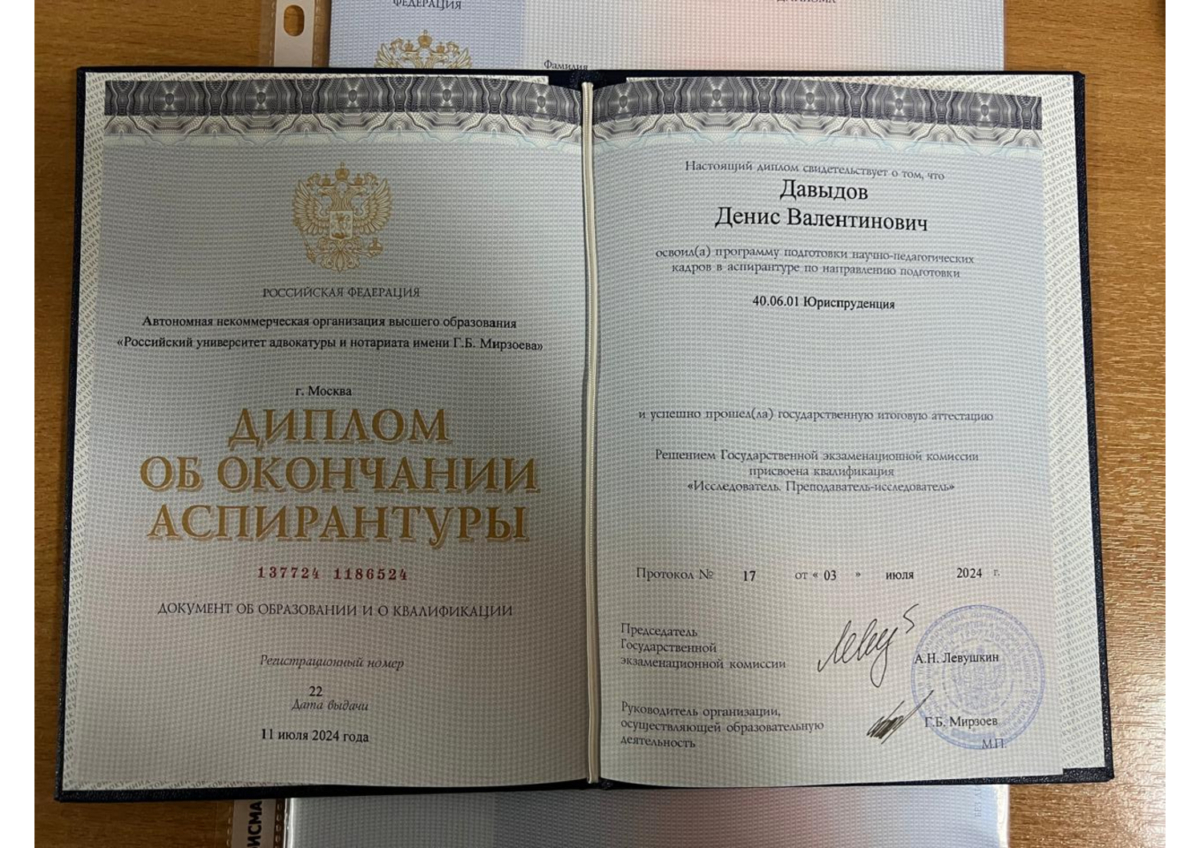 ФЕДЕРАЦИЯ
Фамилия
РОССИЙСКАЯ ФЕДЕРАЦИЯ
Автономная некоммерческая организация высшего образования
«Российский университет адвокатуры и нотариата имени Г.Б. Мирзоева»
г. Москва
ДИПЛОМ
ОБ ОКОНЧАНИИ
АСПИРАНТУРЫ
137724 1186524
ДОКУМЕНТ ОБ ОБРАЗОВАНИИ И О КВАЛИФИКАЦИИ
Регистрационный номер
22
Дата выдачи
11 июля 2024 года
Настоящий диплом свидетельствует о том, что
Давыдов
Денис Валентинович
освоил(а) программу подготовки научно-педагогических
кадров в аспирантуре по направлению подготовки
40.06.01 Юриспруденция
и успешно прошел(ла) государственную итоговую аттестацию
Решением Государственной экзаменационной комиссии
присвоена квалификация
«Исследователь. Преподаватель-исследователь»
Протокол № 17 от « 03 » июля 2024 г.
Председатель
Государственной
экзаменационной комиссии
А.Н. Левушкин
Руководитель организации,
осуществляющей образовательную
деятельность
Г.Б. Мирзоев
М.П.